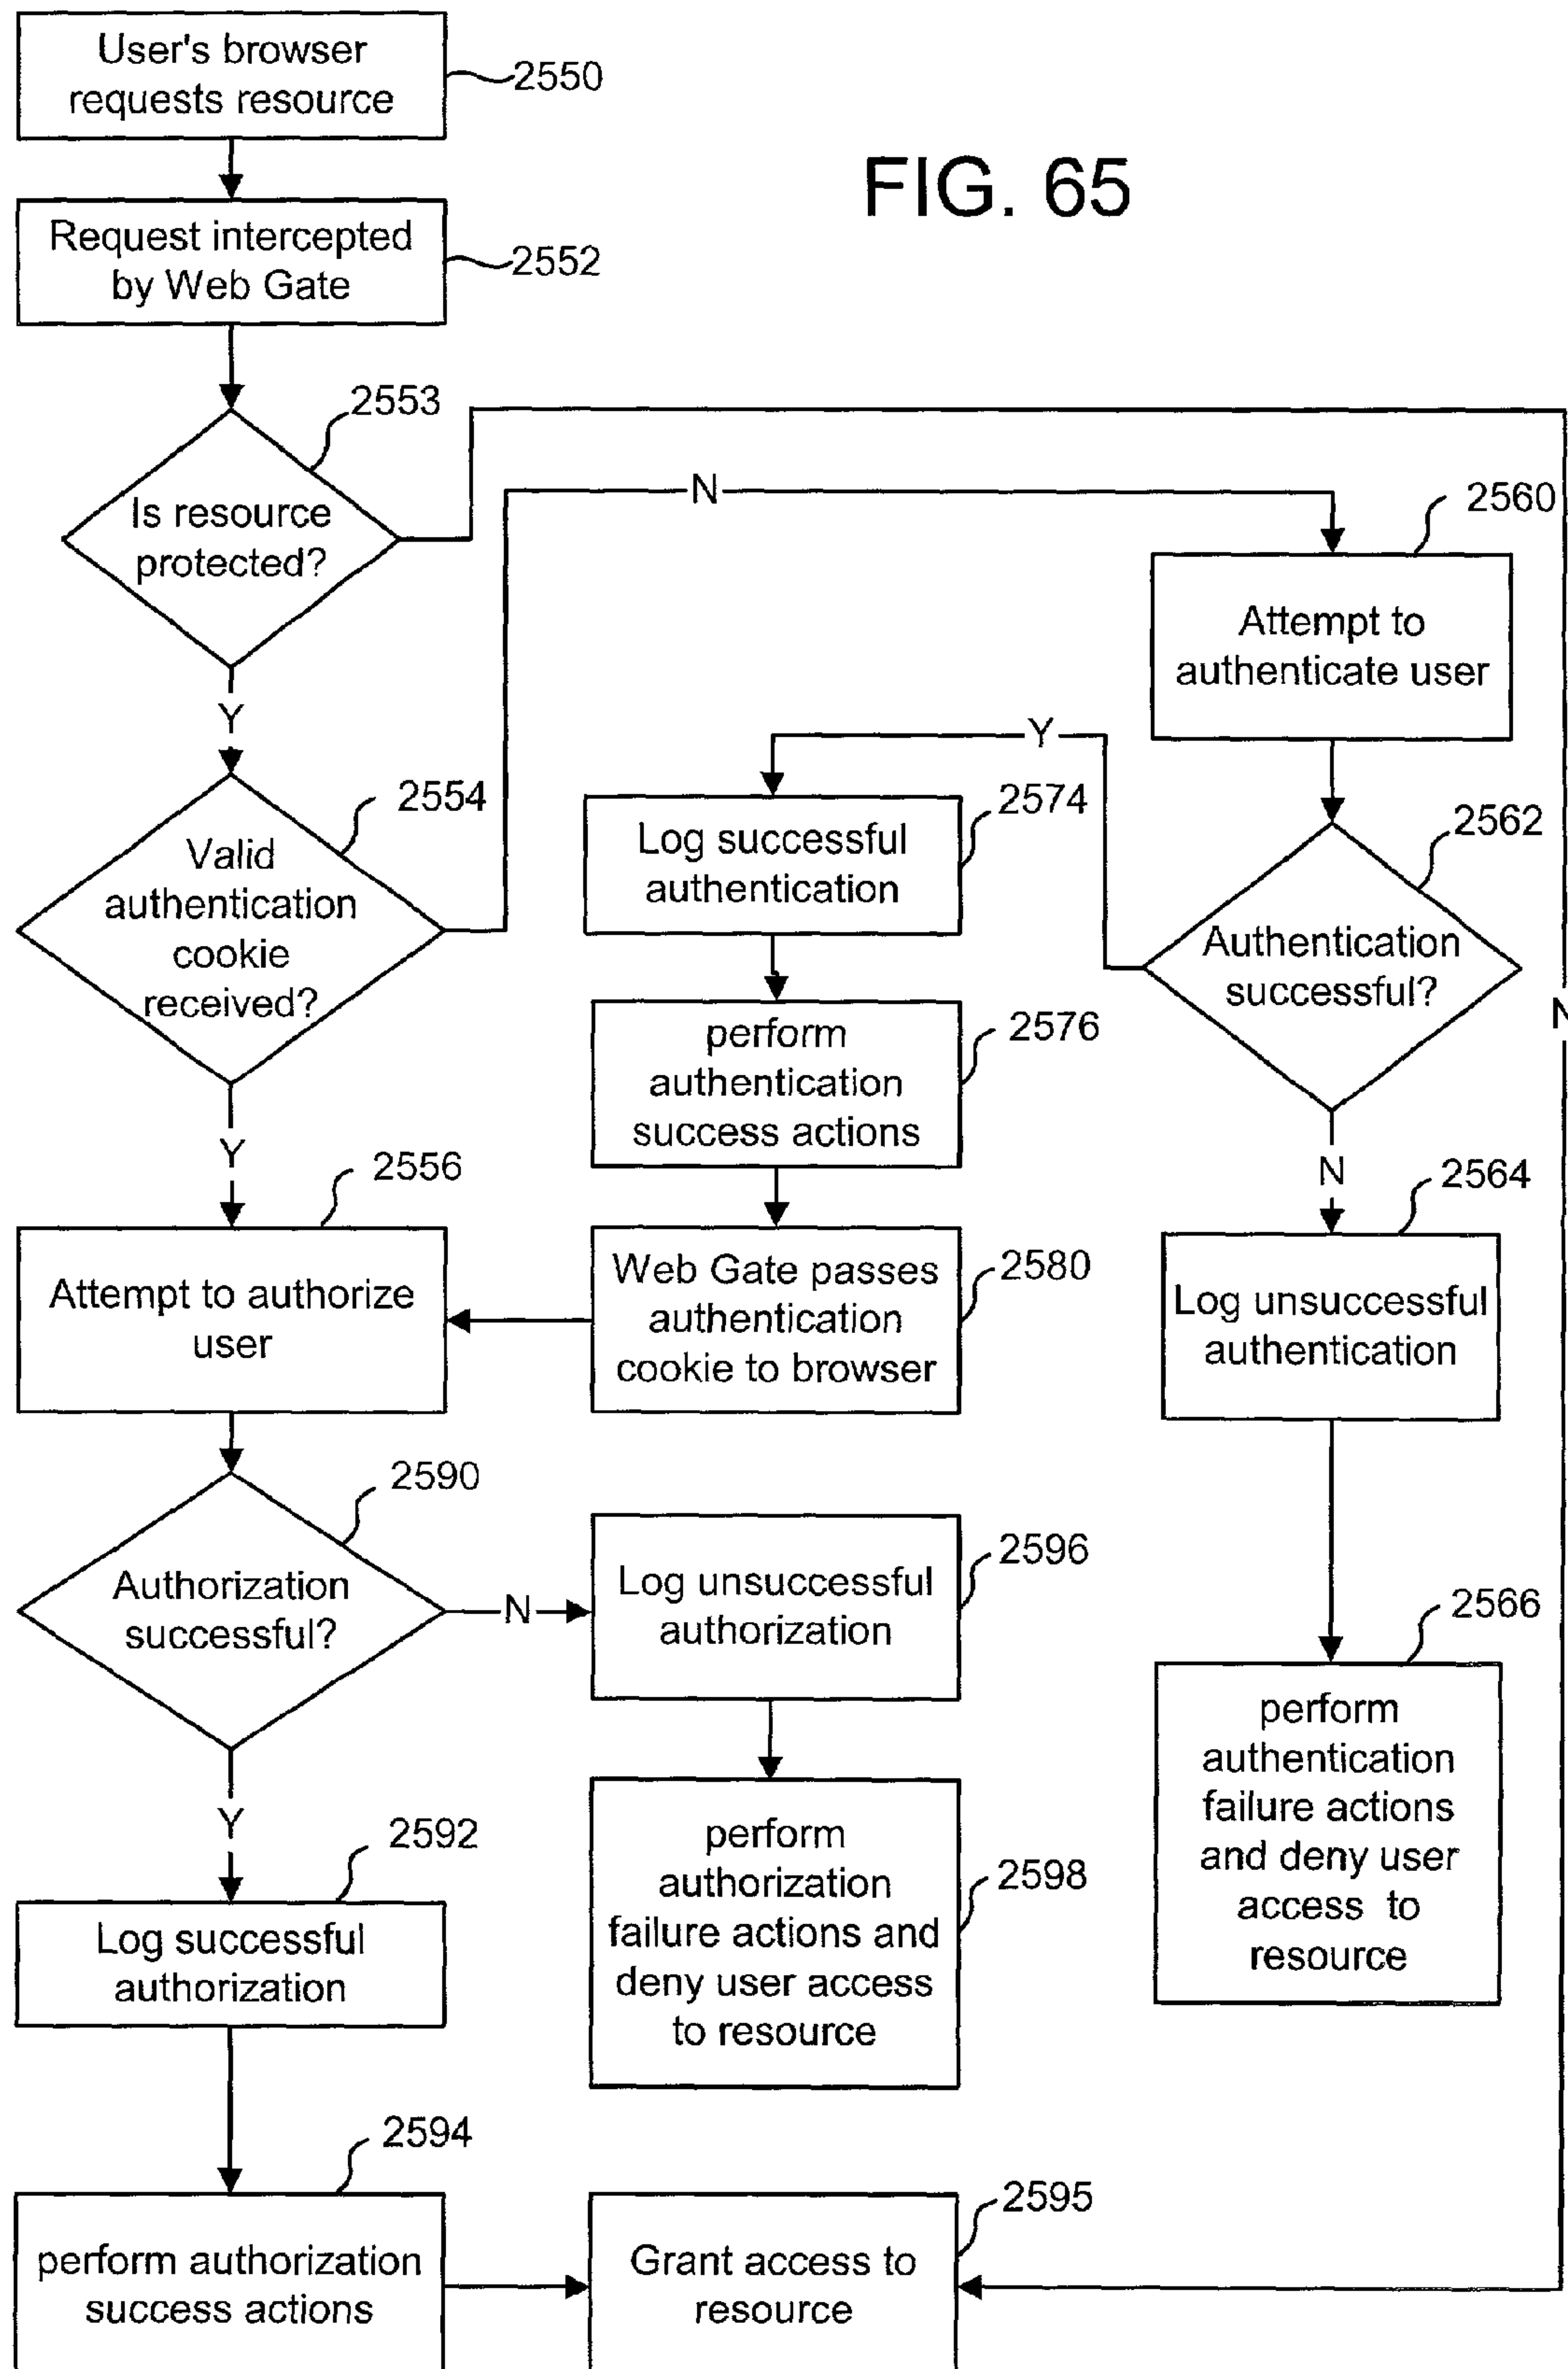 User's browser
requests resource
2550
FIG. 65
Request intercepted
by Web Gate
2552
2553
Is resource
protected?
N
2560
Attempt to
authenticate user
Y
Y
2554
Valid
authentication
cookie
received?
2574
Log successful
authentication
2562
Authentication
successful?
N
2576
perform
authentication
success actions
Y
2556
N
2564
Attempt to authorize
user
Web Gate passes
authentication
cookie to browser
2580
Log unsuccessful
authentication
2590
Authorization
successful?
N
2596
Log unsuccessful
authorization
2566
perform
authentication
failure actions
and deny user
access to
resource
Y
2592
Log successful
authorization
perform
authorization
failure actions and
deny user access
to resource
2598
2594
perform authorization
success actions
2595
Grant access to
resource